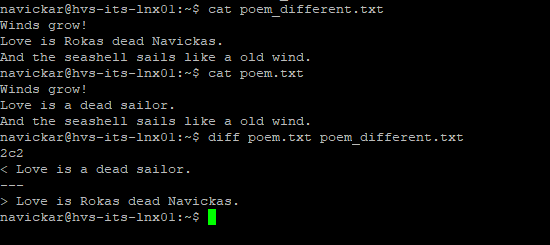 navickar@hvs-its-lnx01:~$ cat poem_different.txt
Winds grow!
Love is Rokas dead Navickas.
And the seashell sails like a old wind.
navickar@hvs-its-lnx01:~$ cat poem.txt
Winds grow!
Love is a dead sailor.
And the seashell sails like a old wind.
navickar@hvs-its-lnx01:~$ diff poem.txt poem_different.txt
2c2
< Love is a dead sailor.
---
> Love is Rokas dead Navickas.
navickar@hvs-its-lnx01:~$